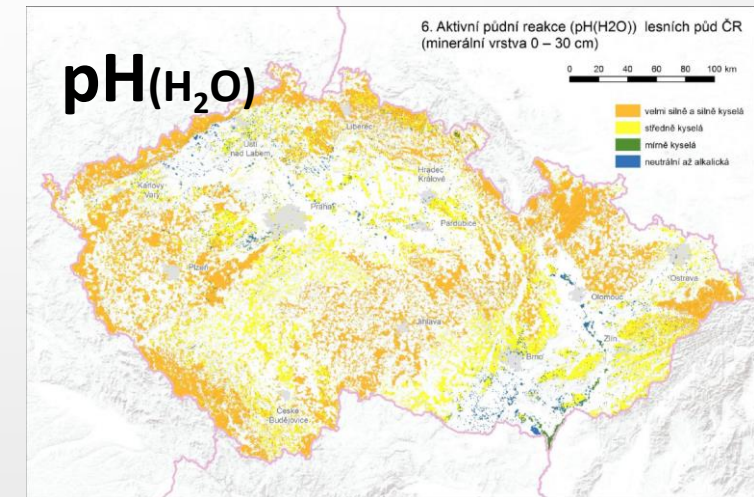 6. Aktivní půdní reakce (pH(H2O)) lesních půd ČR
(minerální vrstva 0 – 30 cm)
pH(H₂O)
0 20 40 60 80 100 km
velmi silně a silně kyselá
středně kyselá
mírně kyselá
neutrální až alkalická
Liberec
Ústí
nad Labem
Hradec
Králové
Karlovy
Vary
Praha
Pardubice
Plzeň
Ostrava
Olomouc
Jihlava
Zlín
Brno
České
Budějovice